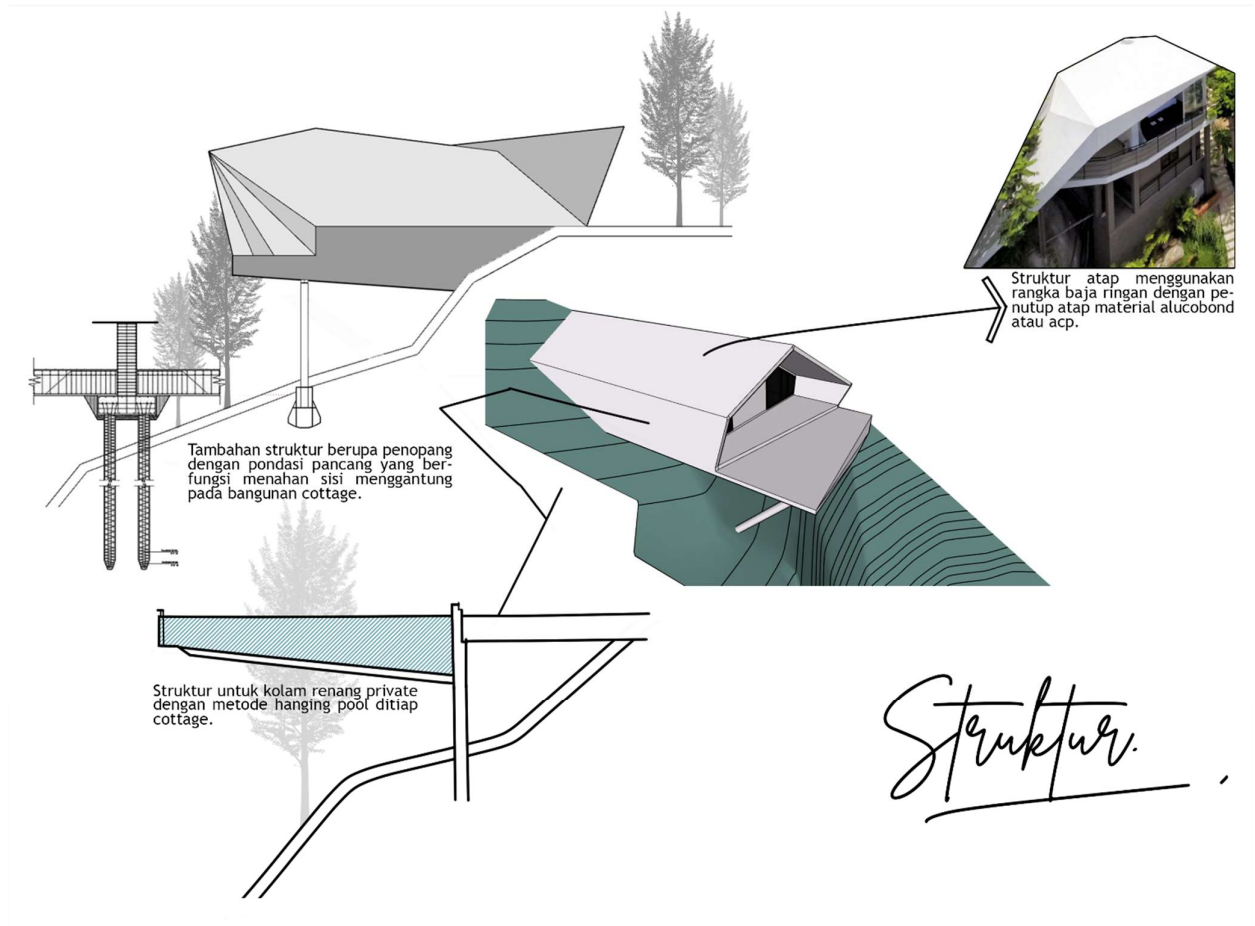 Struktur atap menggunakan
rangka baja ringan dengan pe-
nutup atap material alucobond
atau acp.
Tambahan struktur berupa penopang
dengan pondasi pancang yang ber-
fungsi menahan sisi menggantung
pada bangunan cottage.
Struktur untuk kolam renang private
dengan metode hanging pool ditiap
cottage.
Struktur.